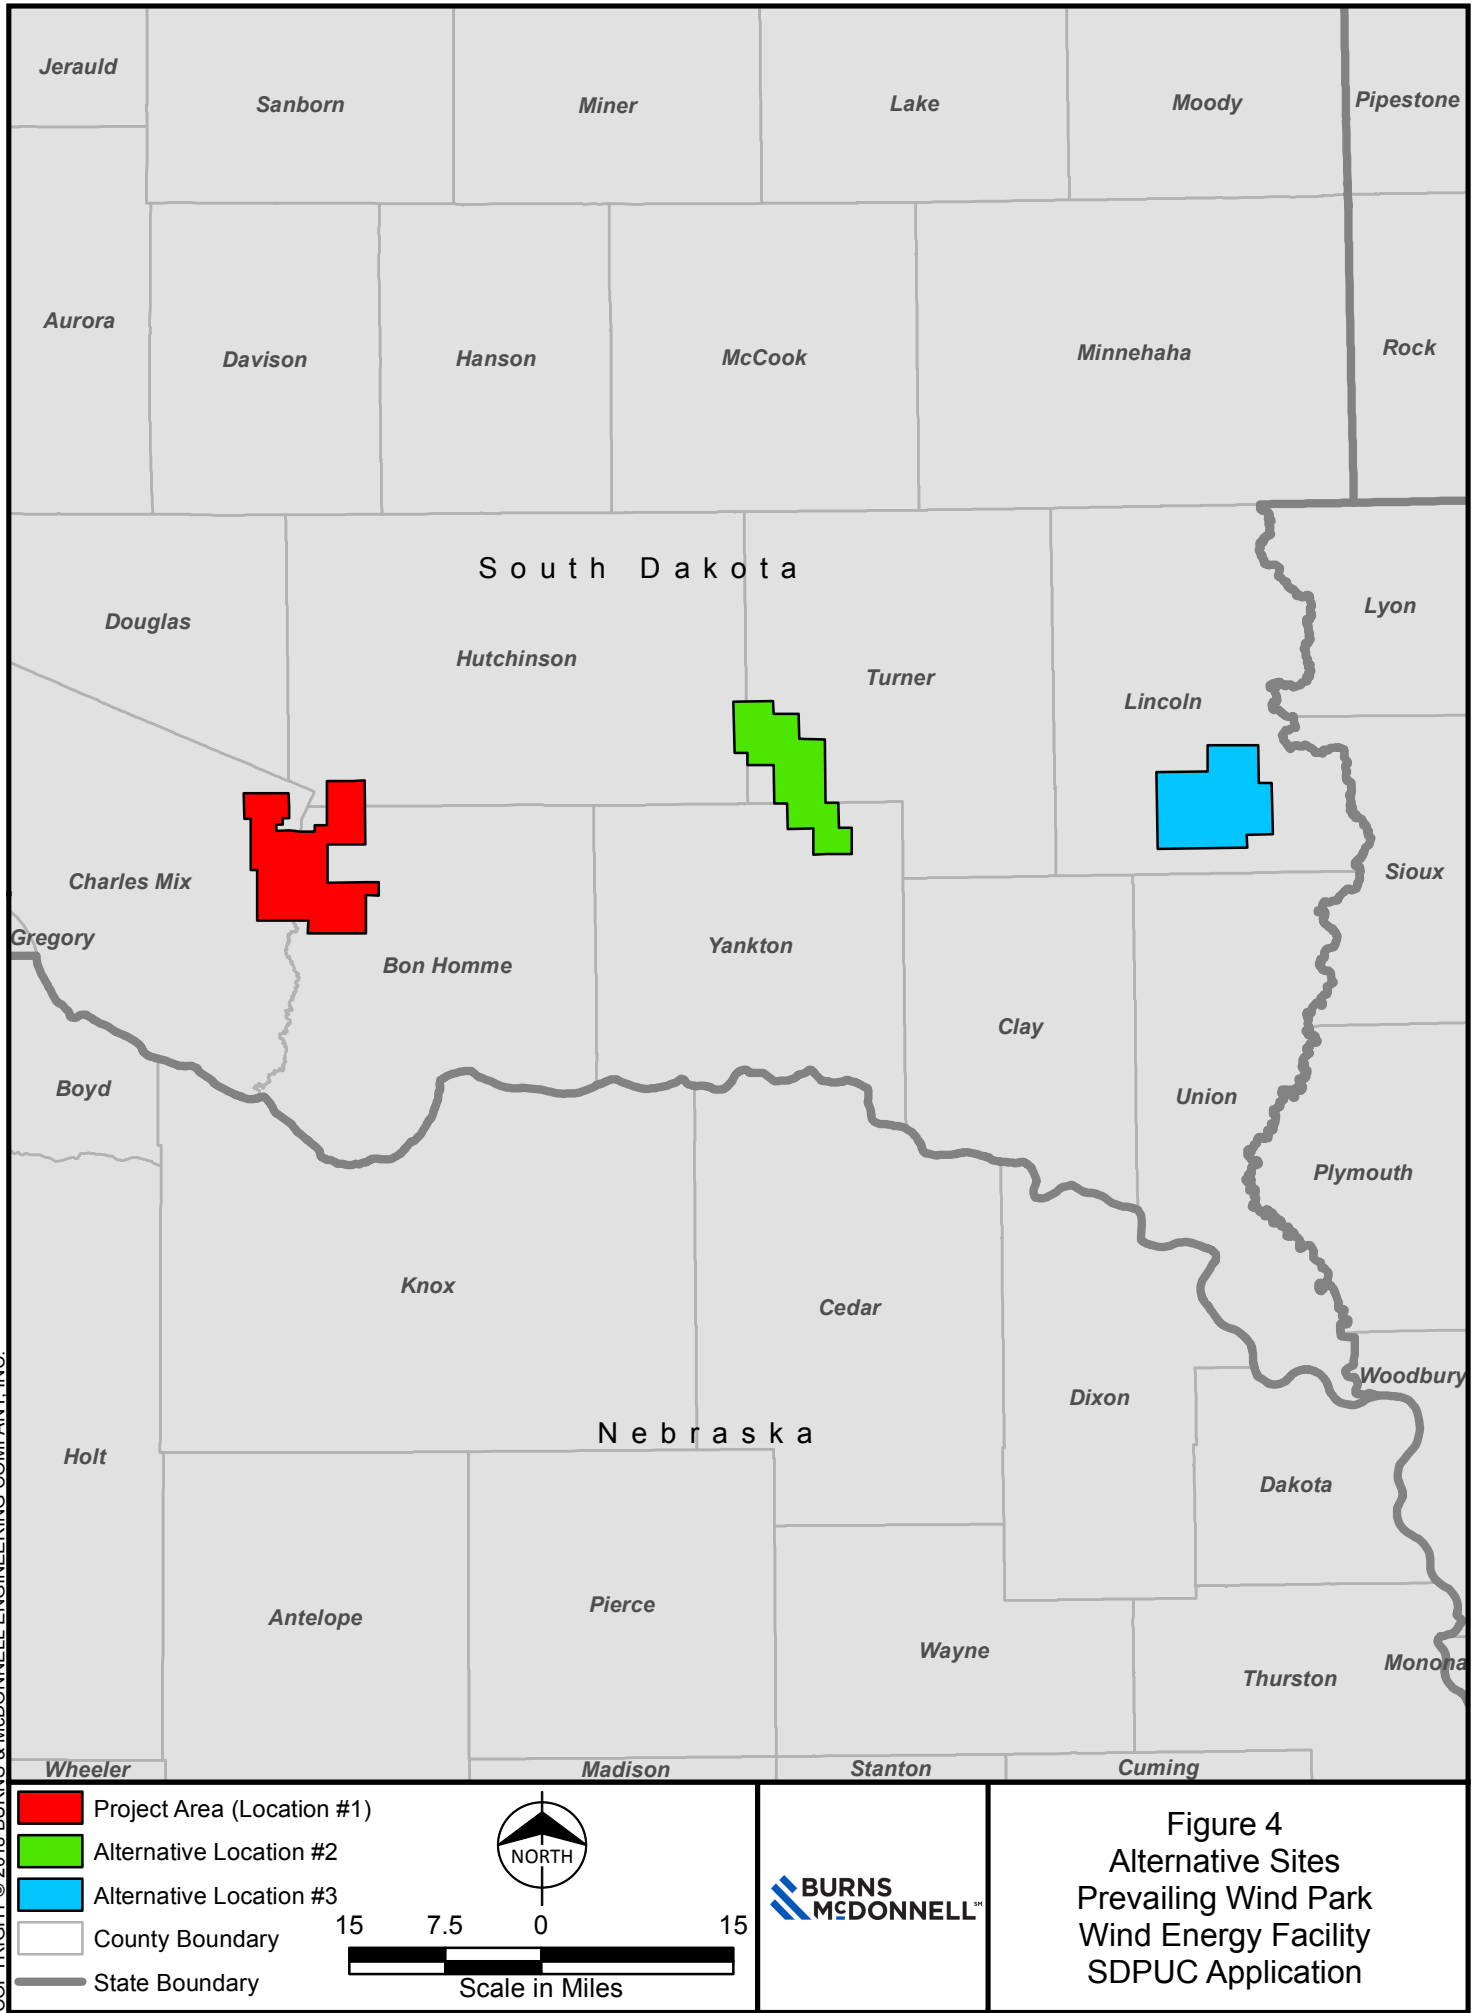 Jerauld
Sanborn
Miner
Lake
Moody
Pipestone
Aurora
Davison
Hanson
McCook
Minnehaha
Rock
South Dakota
Douglas
Hutchinson
Turner
Lincoln
Lyon
Charles Mix
Gregory
Bon Homme
Yankton
Clay
Sioux
Boyd
Union
Plymouth
Knox
Cedar
Dixon
Woodbury
Nebraska
Holt
Dakota
Antelope
Pierce
Wayne
Thurston
Monona
Wheeler
Madison
Stanton
Cuming
Project Area (Location #1)
Alternative Location #2
Alternative Location #3
County Boundary
State Boundary
NORTH
15 7.5 0 15
Scale in Miles
BURNS
McDONNELL SM
Figure 4
Alternative Sites
Prevailing Wind Park
Wind Energy Facility
SDPUC Application